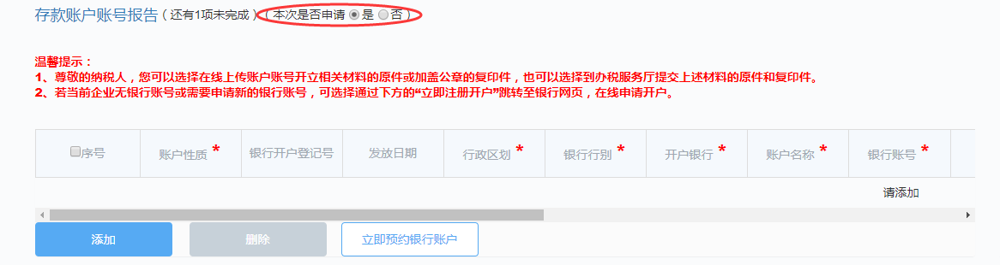 存款账户账号报告（还有1项未完成）（本次是否申请 是 否）
温馨提示：
1、尊敬的纳税人，您可以选择在线上传账户账号开立相关材料的原件或加盖公章的复印件，也可以选择到办税服务厅提交上述材料的原件和复印件。
2、若当前企业无银行账号或需要申请新的银行账号，可选择通过下方的“立即注册开户”跳转至银行网页，在线申请开户。
序号 账户性质 * 银行开户登记号 发放日期 行政区划 * 银行行别 * 开户银行 * 账户名称 * 银行账号 *
请添加
添加 删除 立即预约银行账户